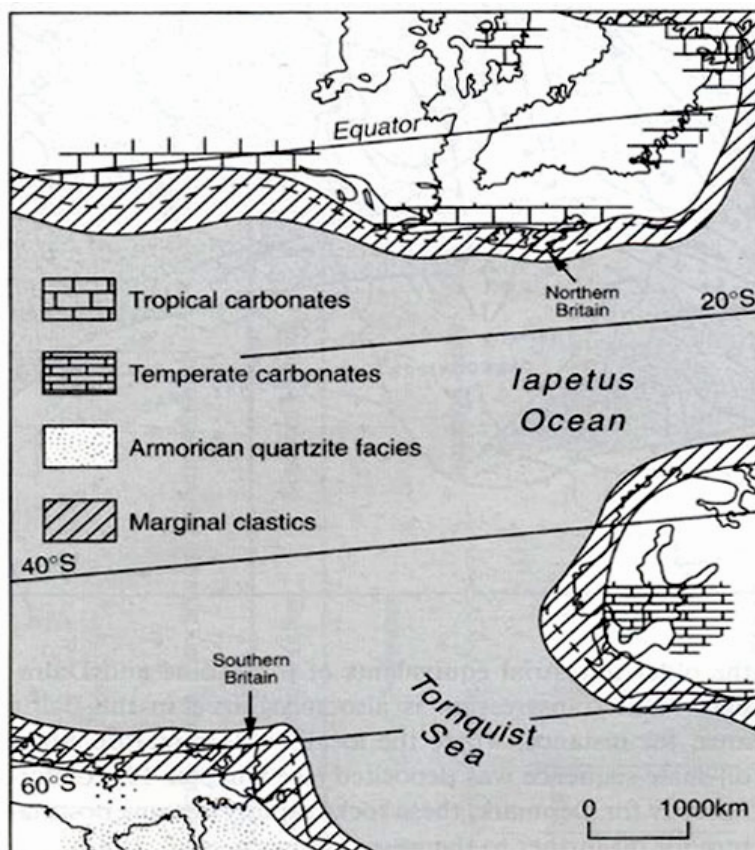 Equator
Tropical carbonates
Northern
Britain
20°S
Temperate carbonates
Iapetus
Ocean
Armorican quartzite facies
Marginal clastics
40°S
Southern
Britain
Tornquist
Sea
60°S
0 1000km